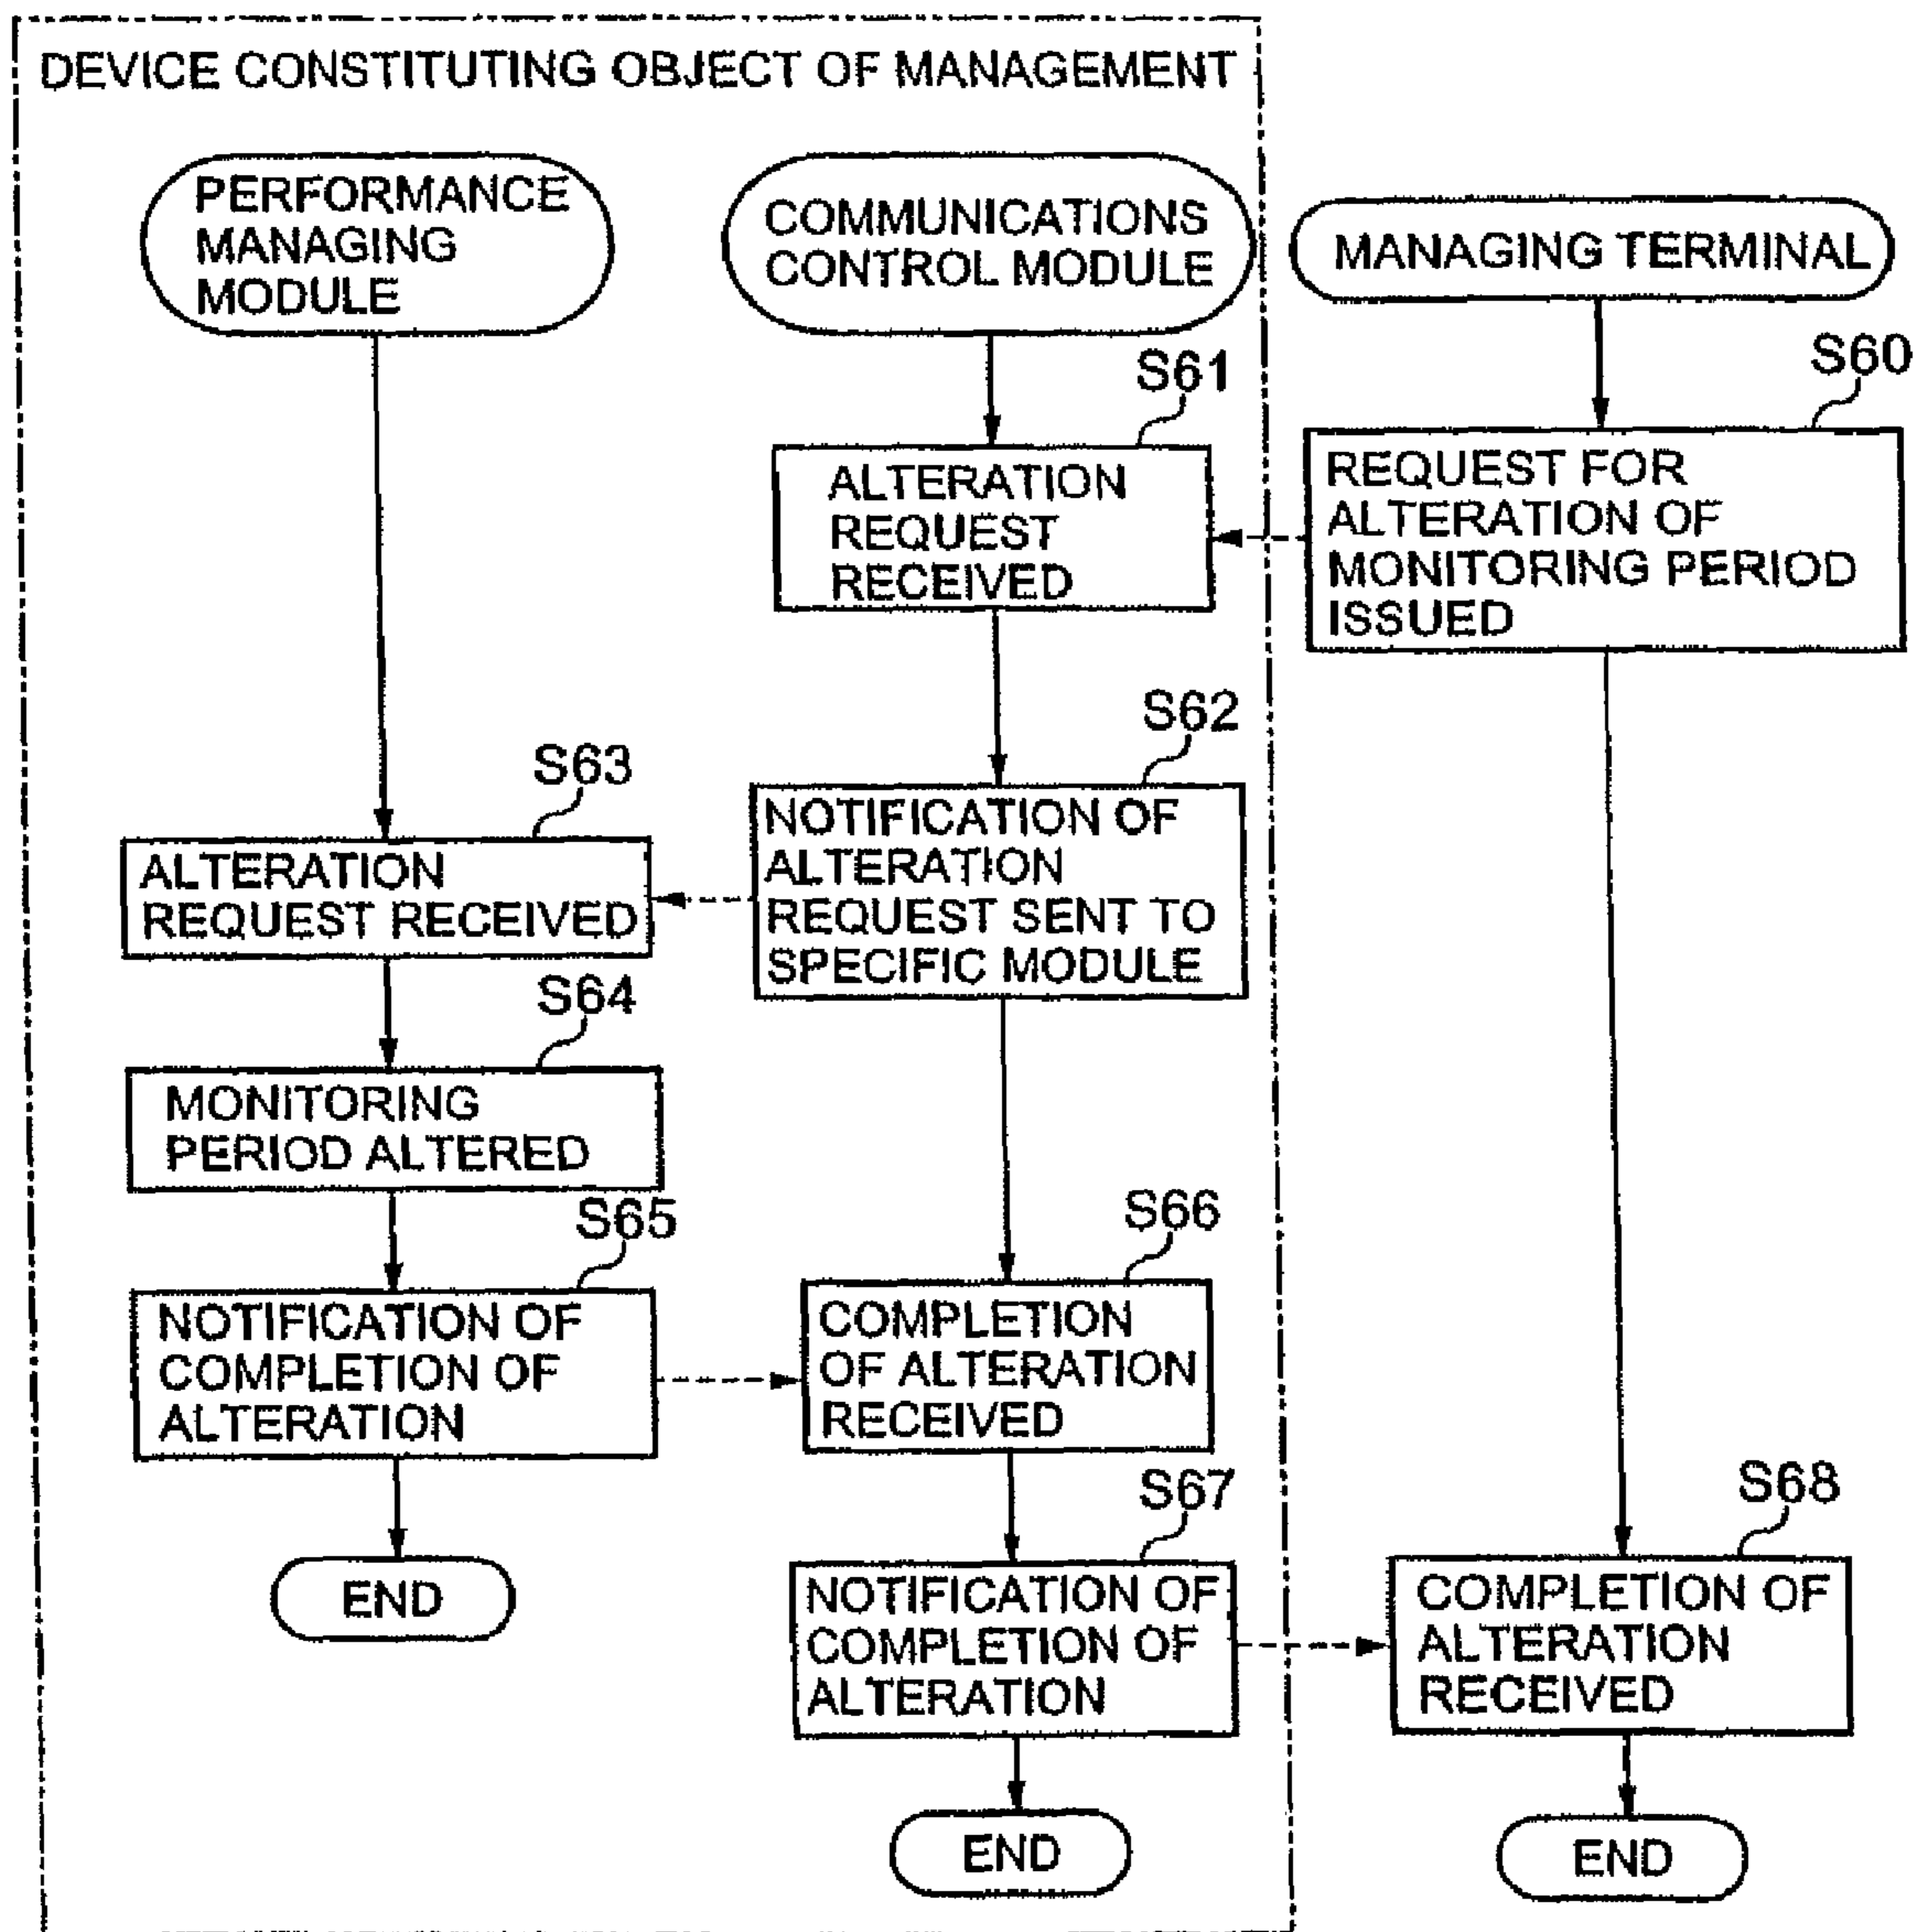 DEVICE CONSTITUTING OBJECT OF MANAGEMENT
PERFORMANCE
MANAGING
MODULE
COMMUNICATIONS
CONTROL MODULE
MANAGING TERMINAL
S61
S60
ALTERATION
REQUEST
RECEIVED
REQUEST FOR
ALTERATION OF
MONITORING PERIOD
ISSUED
S62
S63
NOTIFICATION OF
ALTERATION
REQUEST SENT TO
SPECIFIC MODULE
ALTERATION
REQUEST RECEIVED
S64
MONITORING
PERIOD ALTERED
S65
S66
NOTIFICATION OF
COMPLETION OF
ALTERATION
COMPLETION
OF ALTERATION
RECEIVED
S67
S68
END
NOTIFICATION OF
COMPLETION OF
ALTERATION
COMPLETION OF
ALTERATION
RECEIVED
END
END